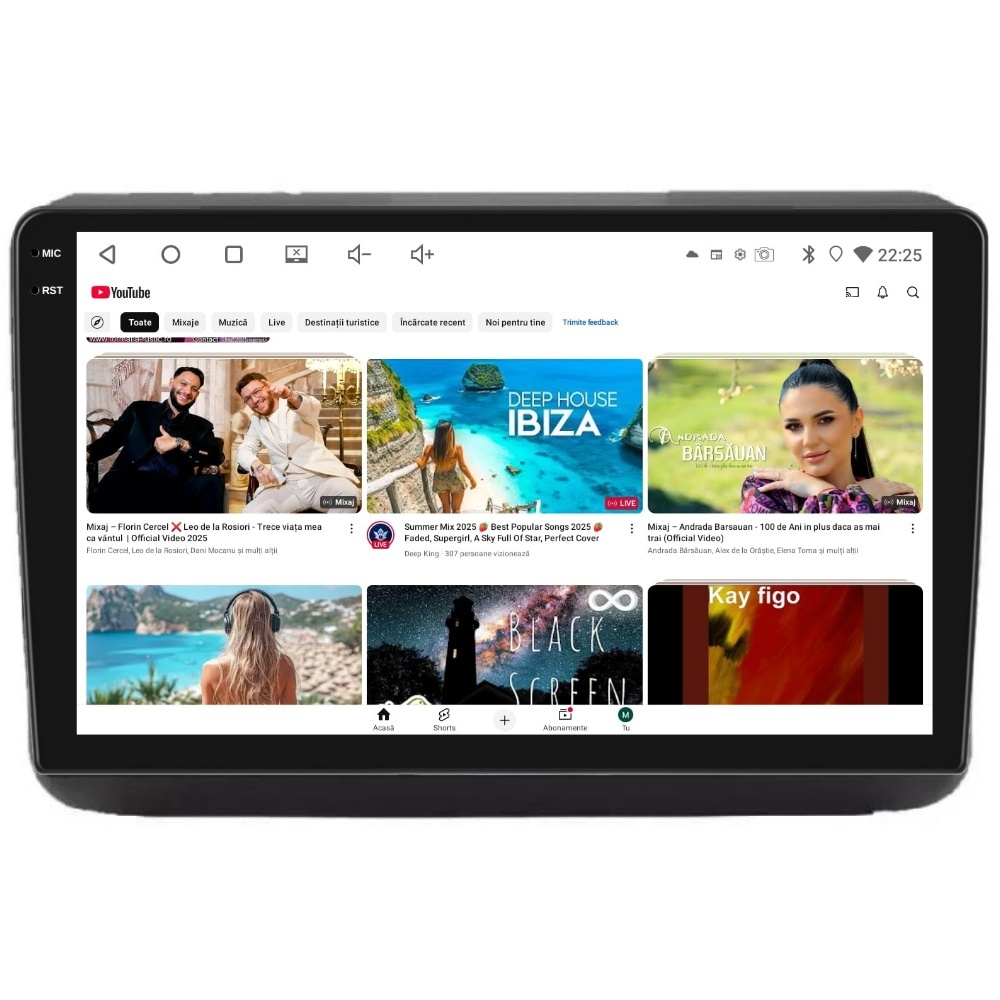 MIC
RST
22:25
YouTube
Toate
Mixaje
Muzică
Live
Destinații turistice
Încărcate recent
Noi pentru tine
Trimite feedback
Contact
DEEP HOUSE
IBIZA
ANDRADA
BÂRSĂUAN
Mixaj
LIVE
Mixaj
Mixaj – Florin Cercel ❌ Leo de la Rosiori - Trece viața mea
ca vântul | Official Video 2025
Florin Cercel, Leo de la Rosiori, Dani Mocanu și mulți alții
LIVE
Summer Mix 2025 🍓 Best Popular Songs 2025 🍓
Faded, Supergirl, A Sky Full Of Star, Perfect Cover
Deep King · 307 persoane vizionează
Mixaj – Andrada Barsauan - 100 de Ani in plus daca as mai
trai (Official Video)
Andrada Bârsăuan, Alex de la Orăștie, Elena Toma și mulți alții
BLACK
SCREEN
Kay figo
Acasă
Shorts
Abonamente
M
Tu